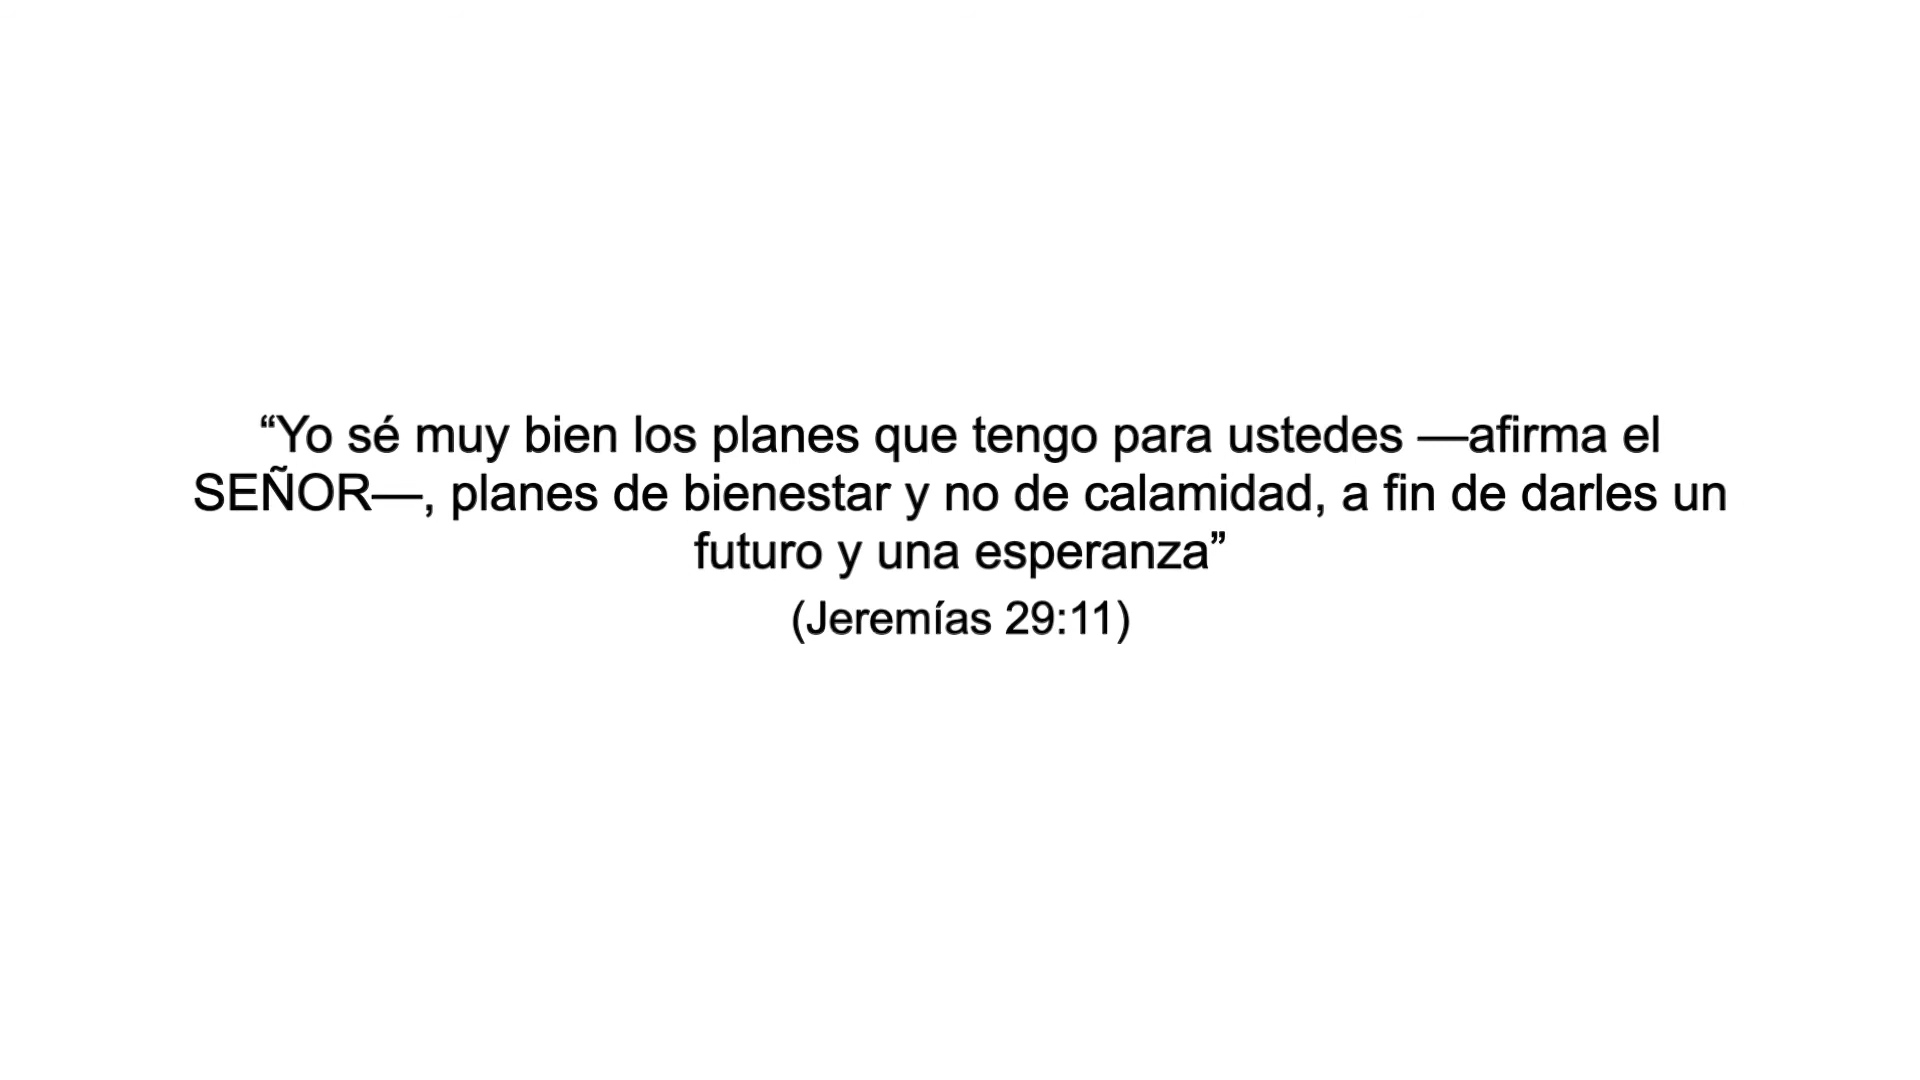 “Yo sé muy bien los planes que tengo para ustedes —afirma el
SEÑOR—, planes de bienestar y no de calamidad, a fin de darles un
futuro y una esperanza”
(Jeremías 29:11)